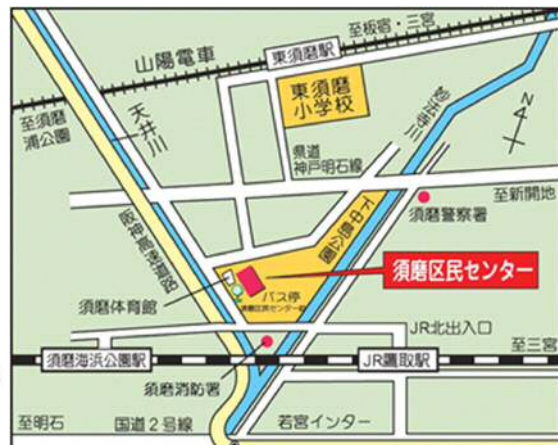 至板宿・三宮
山陽電車
東須磨駅
東須磨
小学校
妙法寺川
N
至須磨
浦公園
天井川
県道
神戸明石線
至新開地
須磨警察署
下中島公園
阪神高速道路
須磨区民センター
バス停
須磨区民センター前
須磨体育館
JR北出入口
至三宮
須磨海浜公園駅
JR鷹取駅
須磨消防署
至明石
国道2号線
若宮インター